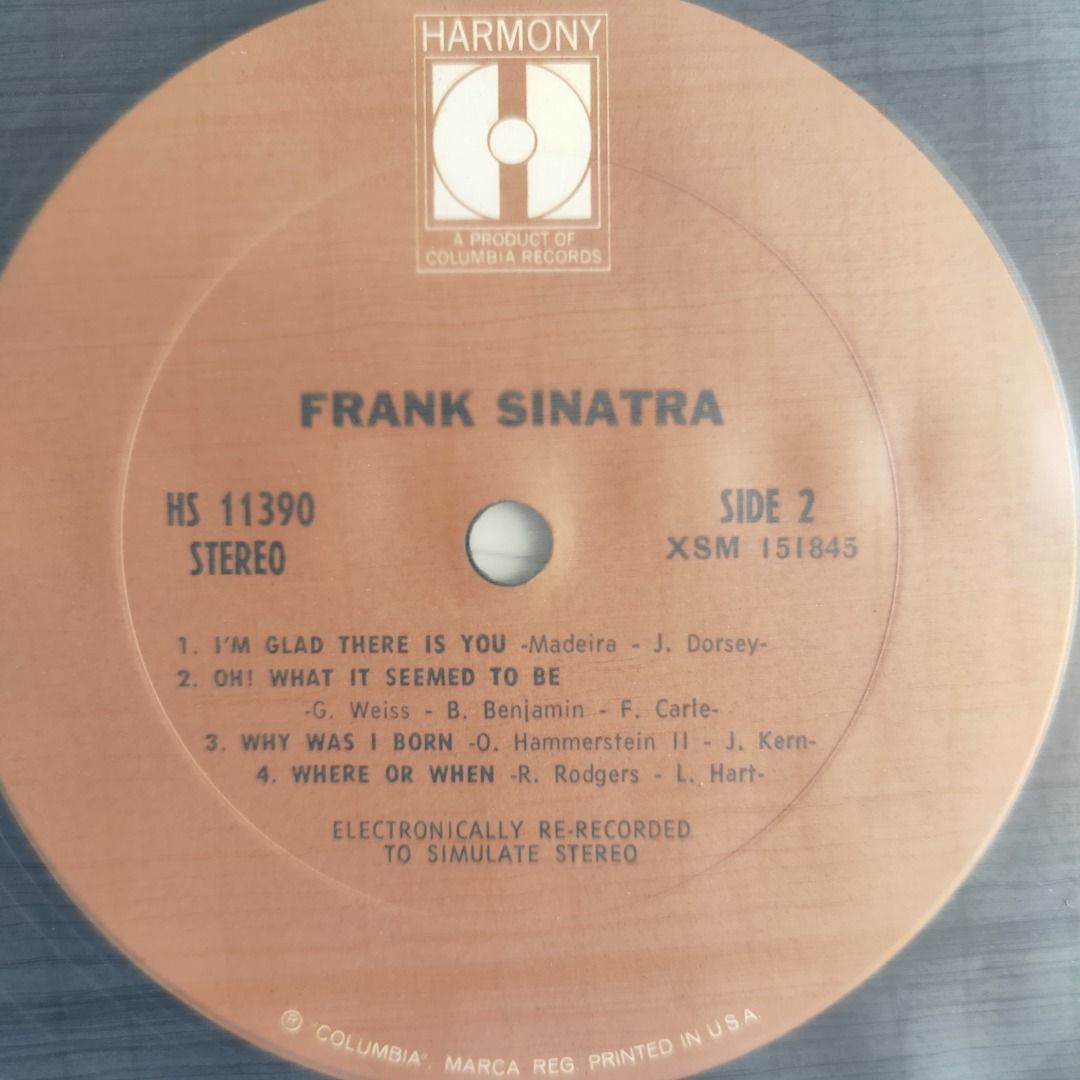 HARMONY
A PRODUCT OF
COLUMBIA RECORDS
FRANK SINATRA
HS 11390
STEREO
SIDE 2
XSM 151845
1. I'M GLAD THERE IS YOU -Madeira - J. Dorsey-
2. OH! WHAT IT SEEMED TO BE
-G. Weiss - B. Benjamin - F. Carle-
3. WHY WAS I BORN -O. Hammerstein II - J. Kern-
4. WHERE OR WHEN -R. Rodgers - L. Hart-
ELECTRONICALLY RE-RECORDED
TO SIMULATE STEREO
® "COLUMBIA", MARCA REG. PRINTED IN U.S.A.